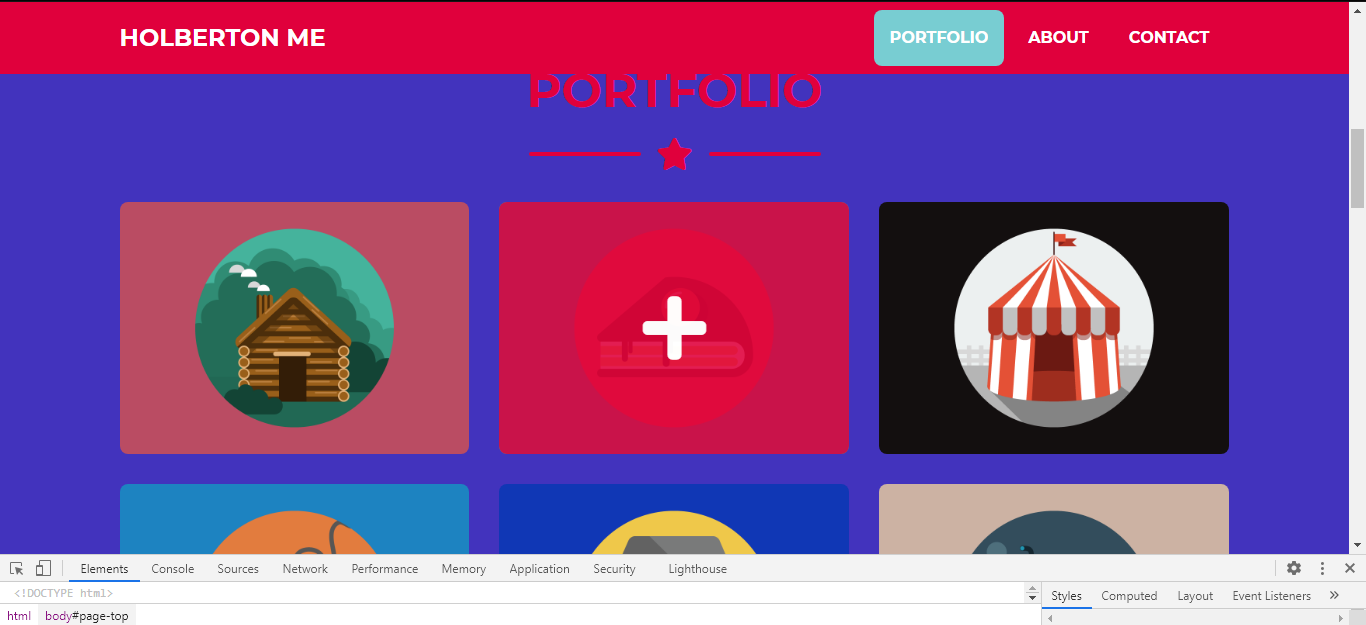 HOLBERTON ME PORTFOLIO ABOUT CONTACT
PORTFOLIO
Elements Console Sources Network Performance Memory Application Security Lighthouse
<!DOCTYPE html>
Styles Computed Layout Event Listeners »
html body#page-top